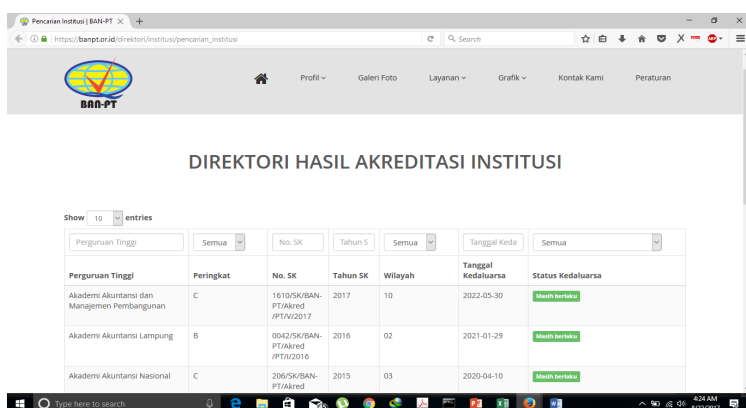 Pencarian Institusi | BAN-PT
https://banpt.or.id/direktori/institusi/pencarian_institusi
Search
BAN-PT
Profil
Galeri Foto
Layanan
Grafik
Kontak Kami
Peraturan
DIREKTORI HASIL AKREDITASI INSTITUSI
Show 10 entries
Perguruan Tinggi
Semua
No. SK
Tahun S
Semua
Tanggal Keda
Semua
Perguruan Tinggi
Peringkat
No. SK
Tahun SK
Wilayah
Tanggal
Kedaluarsa
Status Kedaluarsa
Akademi Akuntansi dan
Manajemen Pembangunan
C
1610/SK/BAN-
PT/Akred
/PT/V/2017
2017
10
2022-05-30
Masih berlaku
Akademi Akuntansi Lampung
B
0042/SK/BAN-
PT/Akred
/PT/I/2016
2016
02
2021-01-29
Masih berlaku
Akademi Akuntansi Nasional
C
206/SK/BAN-
PT/Akred
2015
03
2020-04-10
Masih berlaku
Type here to search
4:24 AM